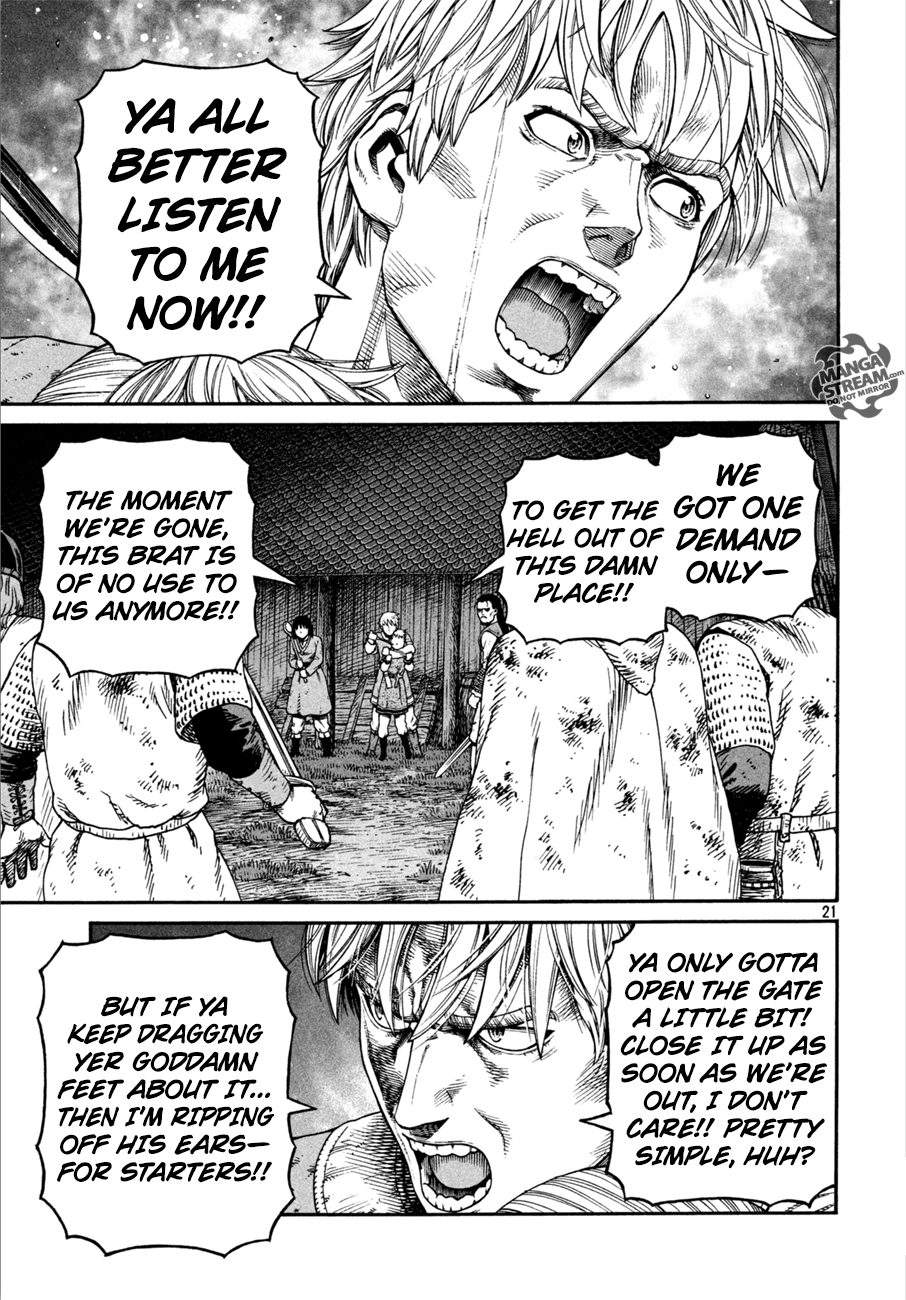 YA ALL
BETTER
LISTEN
TO ME
NOW!!
MANGA
STREAM.com
DO NOT MIRROR
WE
GOT ONE
DEMAND
ONLY—
TO GET THE
HELL OUT OF
THIS DAMN
PLACE!!
THE MOMENT
WE'RE GONE,
THIS BRAT IS
OF NO USE TO
US ANYMORE!!
21
YA ONLY GOTTA
OPEN THE GATE
A LITTLE BIT!
CLOSE IT UP AS
SOON AS WE'RE
OUT, I DON'T
CARE!! PRETTY
SIMPLE, HUH?
BUT IF YA
KEEP DRAGGING
YER GODDAMN
FEET ABOUT IT...
THEN I'M RIPPING
OFF HIS EARS—
FOR STARTERS!!